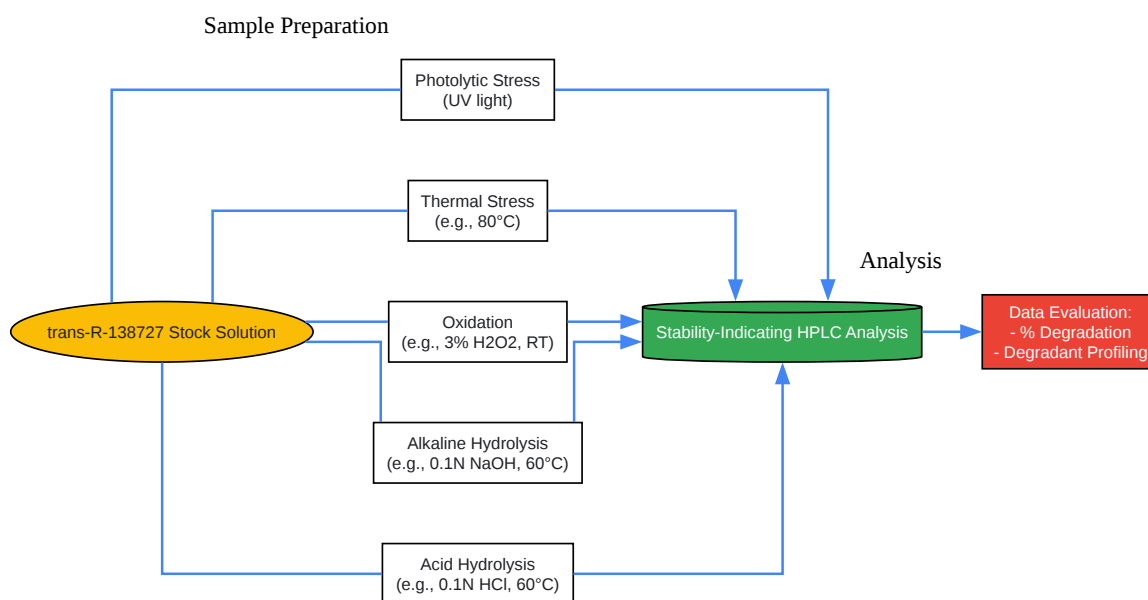 Sample Preparation
Photolytic Stress
(UV light)
Thermal Stress
(e.g., 80°C)
Analysis
trans-R-138727 Stock Solution
Oxidation
(e.g., 3% H2O2, RT)
Stability-Indicating HPLC Analysis
Data Evaluation:
- % Degradation
- Degradant Profiling
Alkaline Hydrolysis
(e.g., 0.1N NaOH, 60°C)
Acid Hydrolysis
(e.g., 0.1N HCl, 60°C)